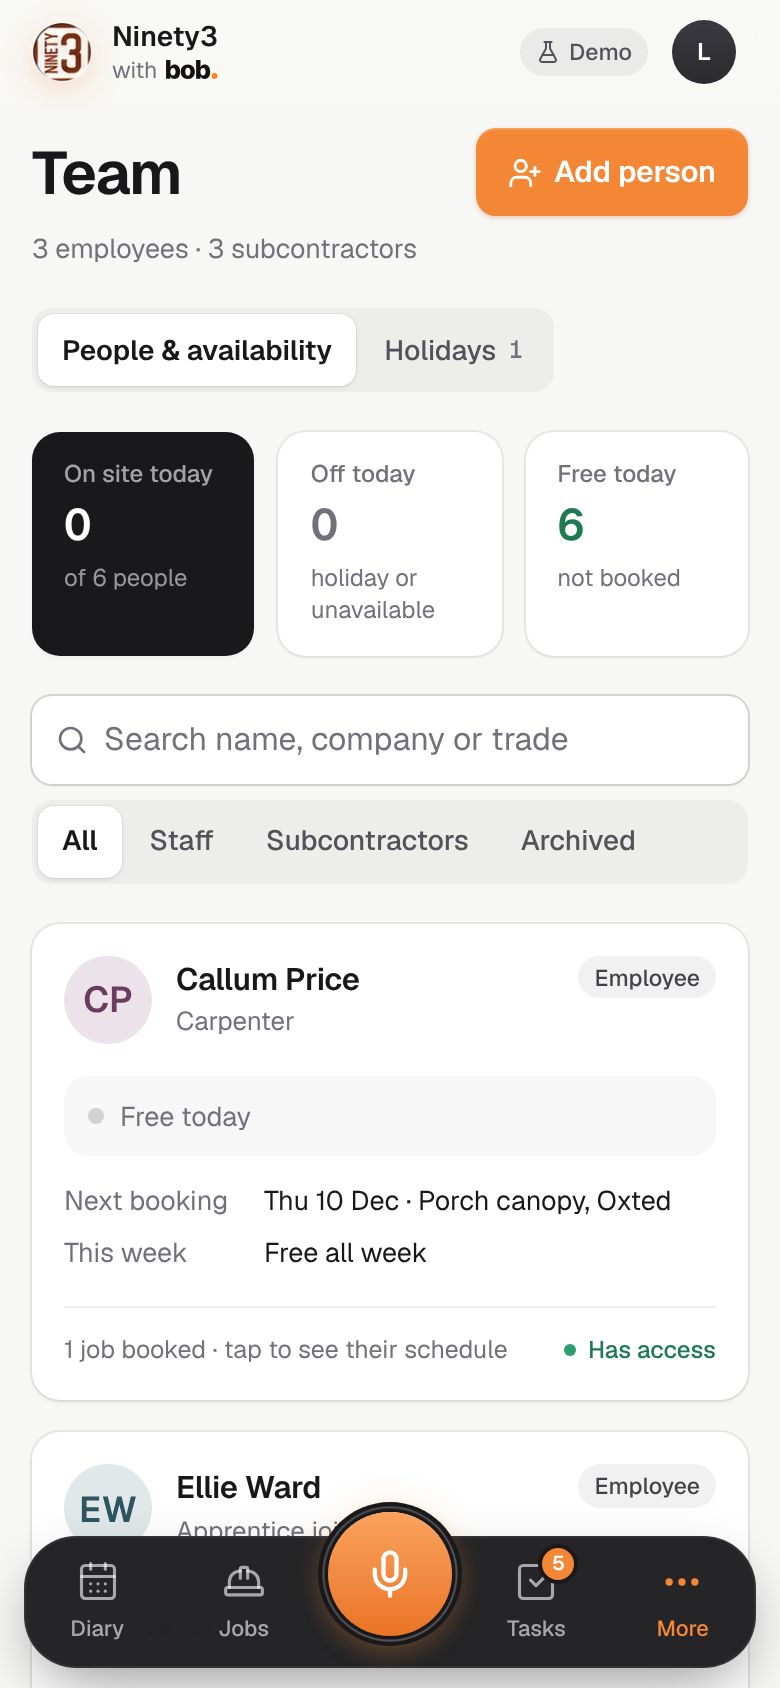 NINETY 3
Ninety3
with bob.
Demo
L
Team
Add person
3 employees · 3 subcontractors
People & availability
Holidays 1
On site today
0
of 6 people
Off today
0
holiday or
unavailable
Free today
6
not booked
Search name, company or trade
All
Staff
Subcontractors
Archived
CP
Callum Price
Carpenter
Employee
Free today
Next booking
Thu 10 Dec · Porch canopy, Oxted
This week
Free all week
1 job booked · tap to see their schedule
Has access
EW
Ellie Ward
Apprentice joi
Employee
Diary
Jobs
5
Tasks
More